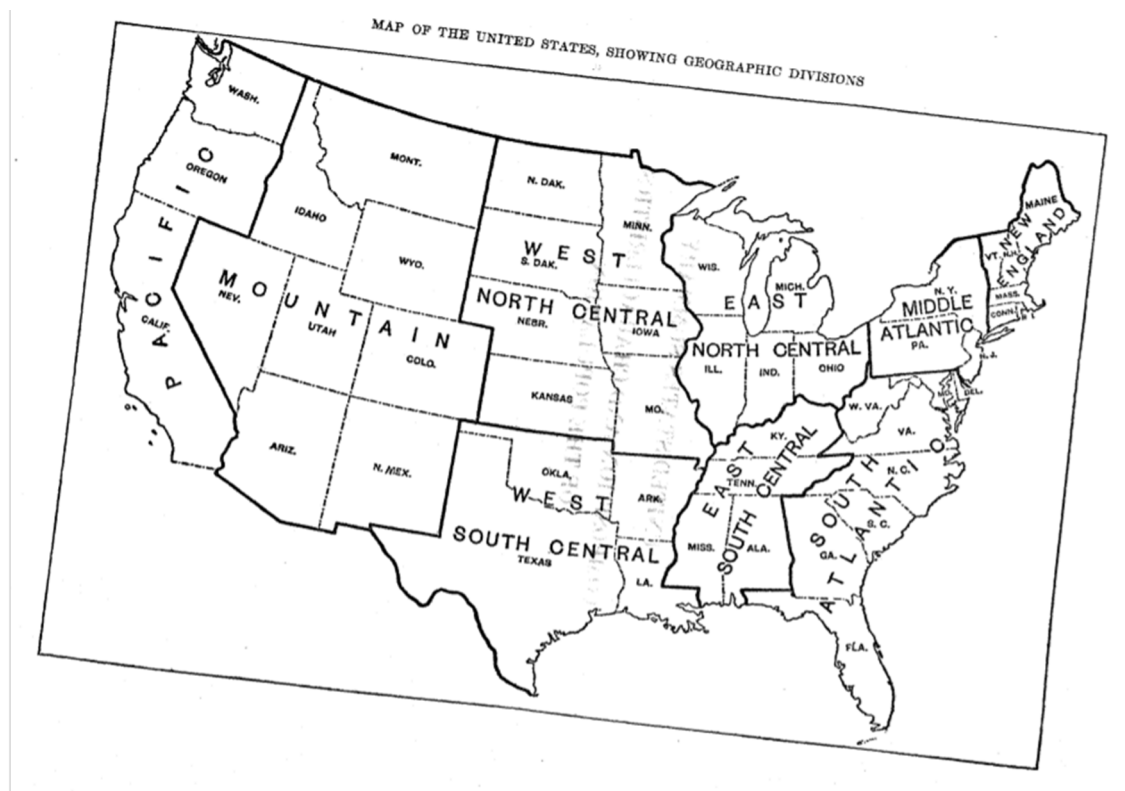 MAP OF THE UNITED STATES, SHOWING GEOGRAPHIC DIVISIONS
WASH.
OREGON
CALIF.
PACIFIC
MONT.
IDAHO
WYO.
NEV.
UTAH
COLO.
ARIZ.
N. MEX.
MOUNTAIN
N. DAK.
MINN.
S. DAK.
NEBR.
IOWA
KANSAS
MO.
WEST
NORTH CENTRAL
WIS.
MICH.
ILL.
IND.
OHIO
EAST
NORTH CENTRAL
OKLA.
ARK.
TEXAS
LA.
WEST
SOUTH CENTRAL
KY.
TENN.
MISS.
ALA.
EAST
SOUTH CENTRAL
W. VA.
VA.
MD.
DEL.
N. C.
S. C.
GA.
FLA.
SOUTH
ATLANTIC
N. Y.
PA.
N. J.
MIDDLE
ATLANTIC
MAINE
VT.
MASS.
CONN.
NEW
ENGLAND